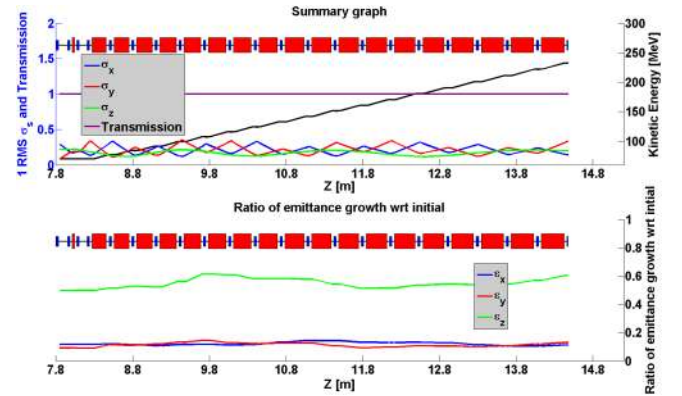 Summary graph
2
1.5
1
0.5
0
1 RMS σs and Transmission
σx
σy
σz
Transmission
300
250
200
150
100
Kinetic Energy [MeV]
7.8 8.8 9.8 10.8 11.8 12.8 13.8 14.8
Z [m]
Ratio of emittance growth wrt initial
1
0.8
0.6
0.4
0.2
0
Ratio of emittance growth wrt intial
εx
εy
εz
7.8 8.8 9.8 10.8 11.8 12.8 13.8 14.8
Z [m]